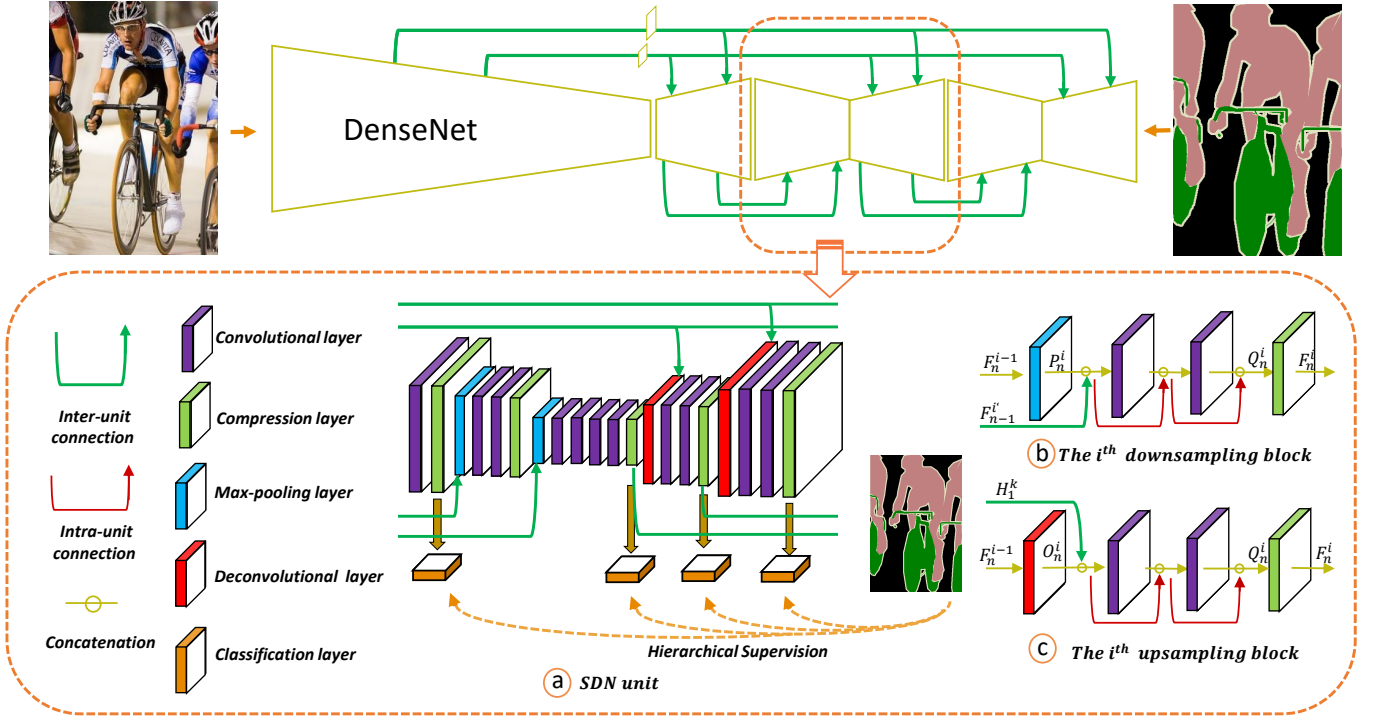 DenseNet
Convolutional layer
Inter-unit
connection
Compression layer
Max-pooling layer
Intra-unit
connection
Deconvolutional layer
Concatenation
Classification layer
Hierarchical Supervision
a SDN unit
F_n^{i-1} P_n^i Q_n^i F_n^i
F_{n-1}^{i'}
b The i^{th} downsampling block
H_1^k
F_n^{i-1} O_n^i Q_n^i F_n^i
c The i^{th} upsampling block